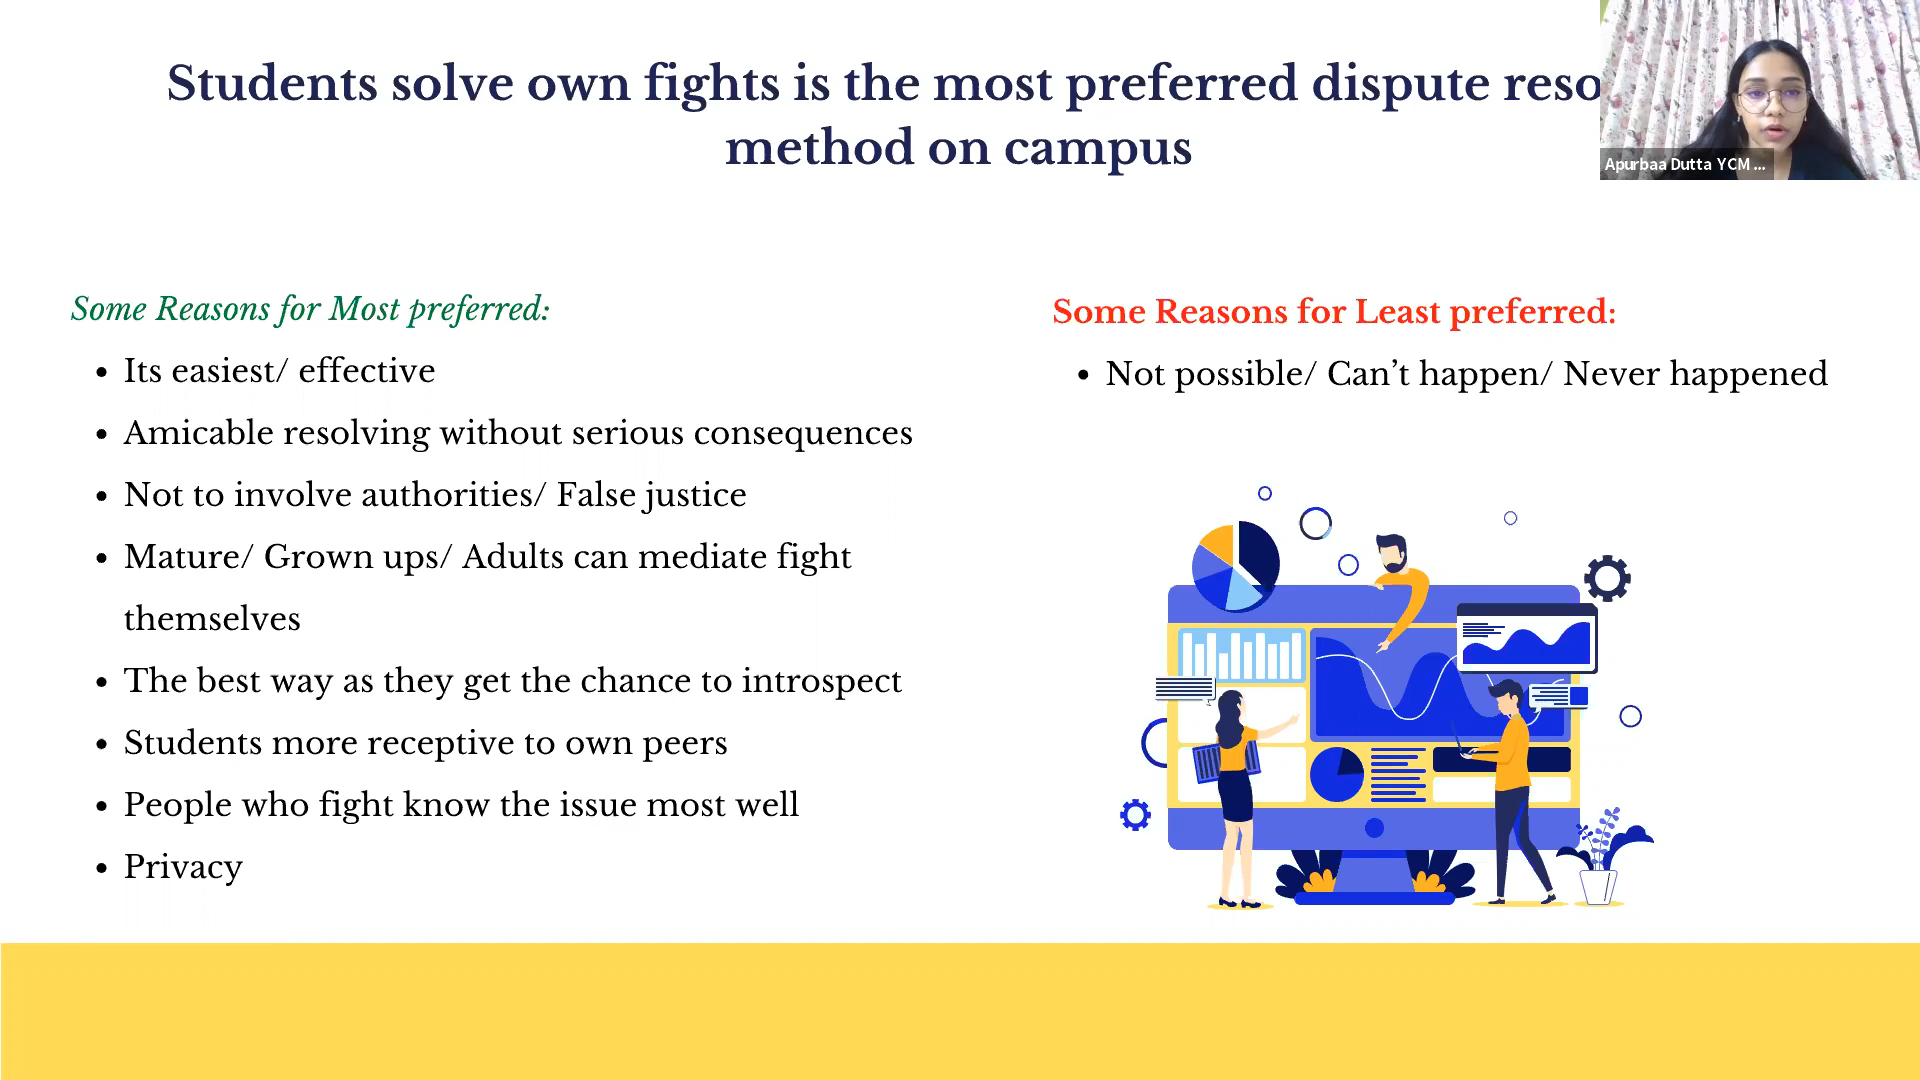 Students solve own fights is the most preferred dispute reso
method on campus
Apurbaa Dutta YCM ...
Some Reasons for Most preferred:
• Its easiest/ effective
• Amicable resolving without serious consequences
• Not to involve authorities/ False justice
• Mature/ Grown ups/ Adults can mediate fight
themselves
• The best way as they get the chance to introspect
• Students more receptive to own peers
• People who fight know the issue most well
• Privacy
Some Reasons for Least preferred:
• Not possible/ Can’t happen/ Never happened